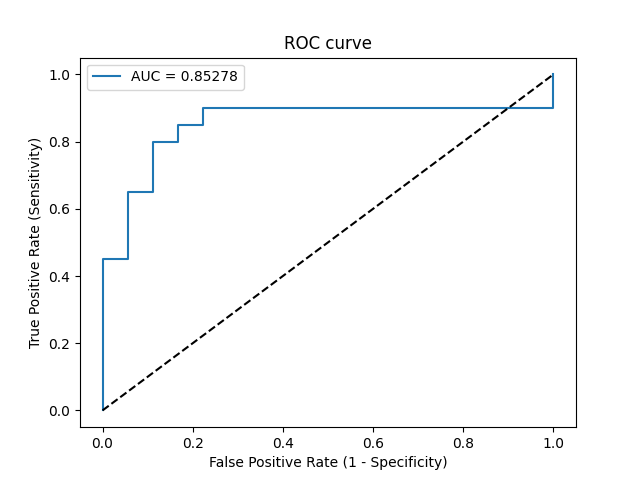 ROC curve
AUC = 0.85278
1.0
0.8
0.6
0.4
0.2
0.0
True Positive Rate (Sensitivity)
0.0 0.2 0.4 0.6 0.8 1.0
False Positive Rate (1 - Specificity)